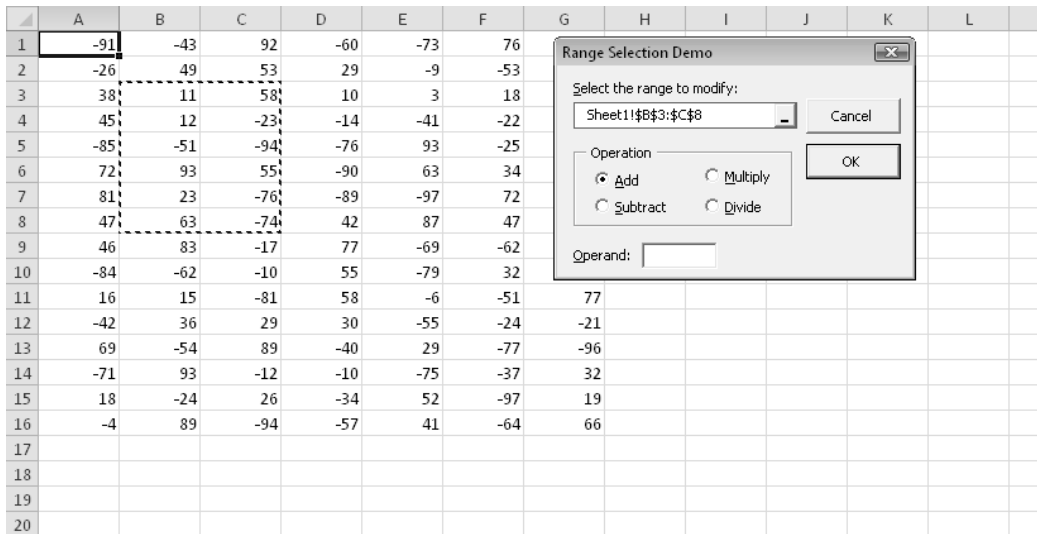 A B C D E F G H I J K L
1 -91 -43 92 -60 -73 76
2 -26 49 53 29 -9 -53
3 38 11 58 10 3 18
4 45 12 -23 -14 -41 -22
5 -85 -51 -94 -76 93 -25
6 72 93 55 -90 63 34
7 81 23 -76 -89 -97 72
8 47 63 -74 42 87 47
9 46 83 -17 77 -69 -62
10 -84 -62 -10 55 -79 32
11 16 15 -81 58 -6 -51 77
12 -42 36 29 30 -55 -24 -21
13 69 -54 89 -40 29 -77 -96
14 -71 93 -12 -10 -75 -37 32
15 18 -24 26 -34 52 -97 19
16 -4 89 -94 -57 41 -64 66
17
18
19
20
Range Selection Demo
Select the range to modify:
Sheet1!$B$3:$C$8
Cancel
OK
Operation
Add Multiply
Subtract Divide
Operand: